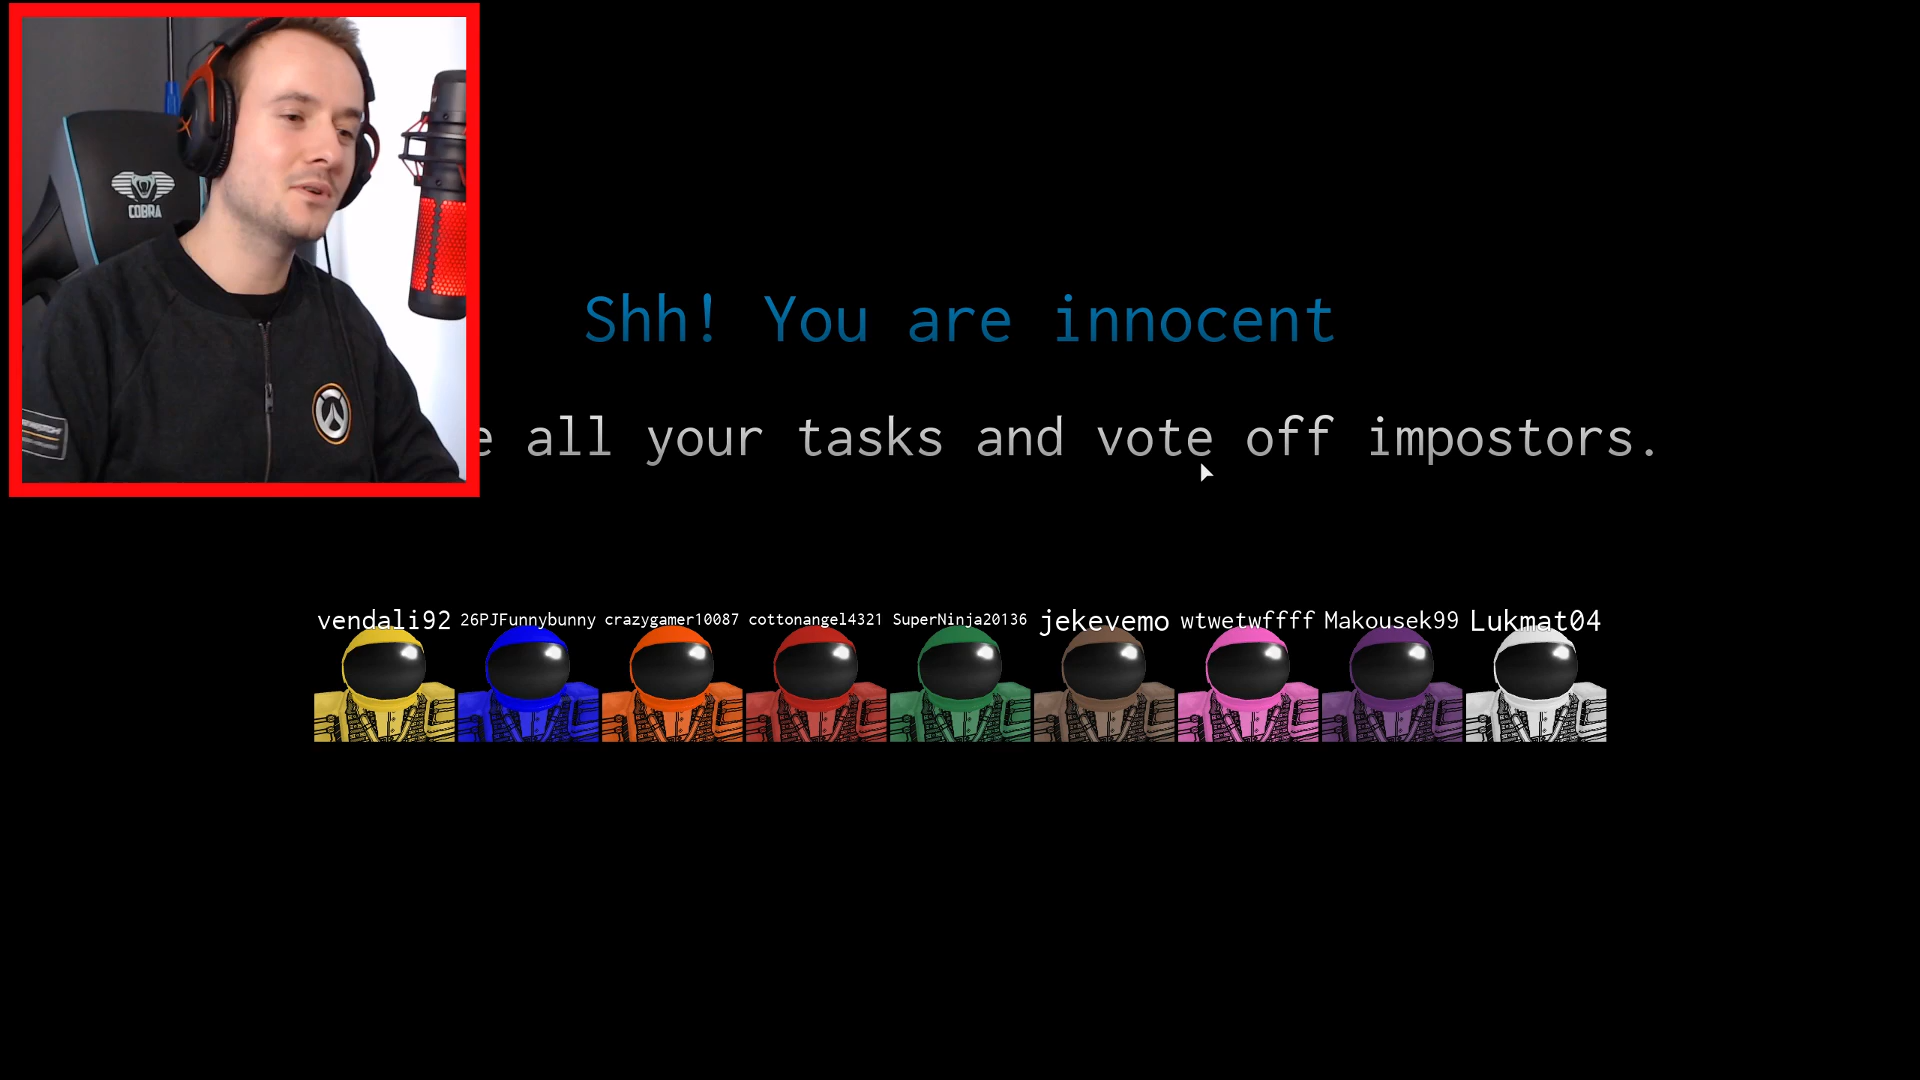 COBRA
Shh! You are innocent
all your tasks and vote off impostors.
vendali92 26PJFunnybunny crazygamer10087 cottonangel4321 SuperNinja20136 jekevemo wtwetwffff Makousek99 Lukmat04